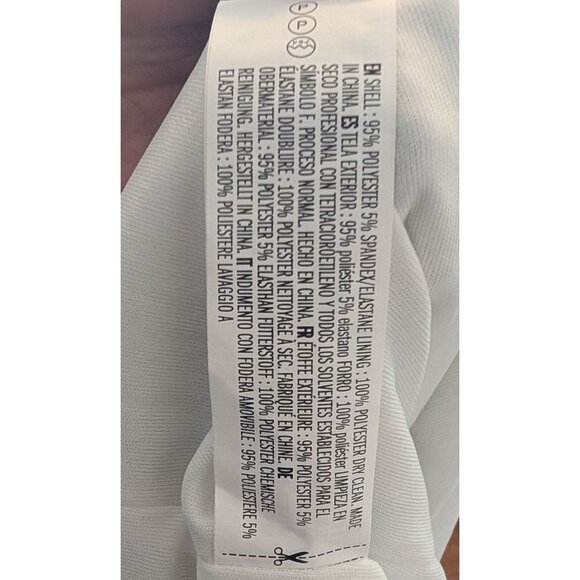 P P
EN SHELL : 95% POLYESTER 5% SPANDEX/ELASTANE LINING : 100% POLYESTER DRY CLEAN. MADE
IN CHINA. ES TELA EXTERIOR : 95% poliéster 5% elastano FORRO : 100% poliéster LIMPIEZA EN
SECO PROFESIONAL CON TETRACLOROETILENO Y TODOS LOS SOLVENTES ESTABLECIDOS PARA EL
SÍMBOLO F. PROCESO NORMAL. HECHO EN CHINA. FR ÉTOFFE EXTÉRIEURE : 95% POLYESTER 5%
ÉLASTANE DOUBLURE : 100% POLYESTER NETTOYAGE À SEC. FABRIQUÉ EN CHINE. DE
OBERMATERIAL : 95% POLYESTER 5% ELASTHAN FUTTERSTOFF : 100% POLYESTER CHEMISCHE
REINIGUNG. HERGESTELLT IN CHINA. IT INDUMENTO CON FODERA AMOVIBILE : 95% POLIESTERE 5%
ELASTAN FODERA : 100% POLIESTERE LAVAGGIO A